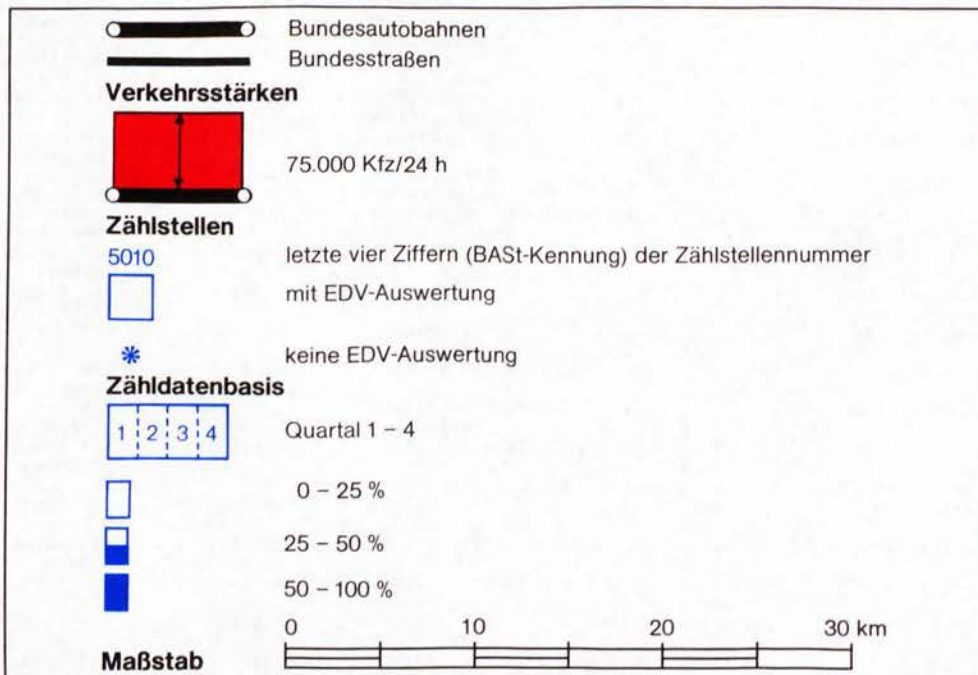 Bundesautobahnen
Bundesstraßen
Verkehrsstärken
75.000 Kfz/24 h
Zählstellen
5010 letzte vier Ziffern (BASt-Kennung) der Zählstellennummer
mit EDV-Auswertung
keine EDV-Auswertung
Zähldatenbasis
1 2 3 4 Quartal 1 – 4
0 – 25 %
25 – 50 %
50 – 100 %
0 10 20 30 km
Maßstab